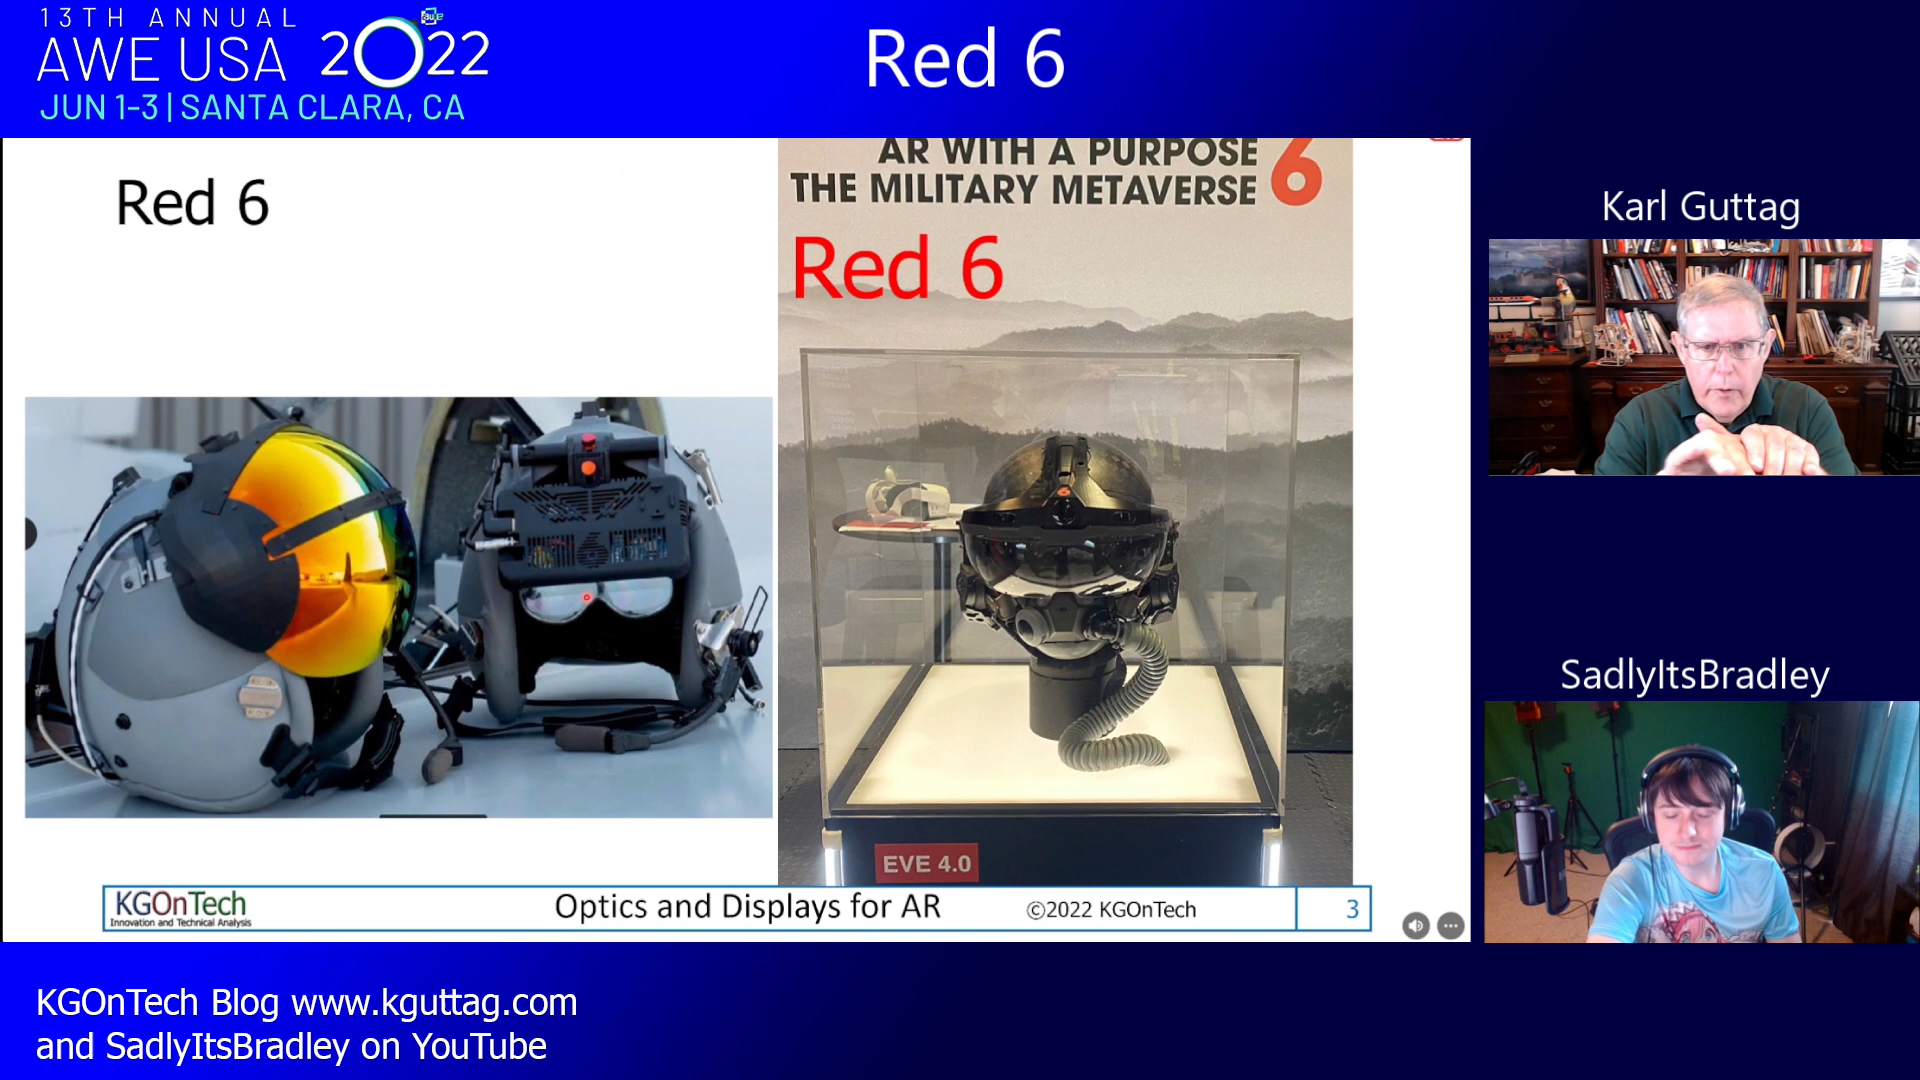 13TH ANNUAL
AWE USA 2022
awe
JUN 1-3 | SANTA CLARA, CA
Red 6
Red 6
AR WITH A PURPOSE
THE MILITARY METAVERSE
6
Red 6
6
EVE 4.0
KGOnTech
Innovation and Technical Analysis
Optics and Displays for AR
©2022 KGOnTech
3
Karl Guttag
SadlyItsBradley
KGOnTech Blog www.kguttag.com
and SadlyItsBradley on YouTube